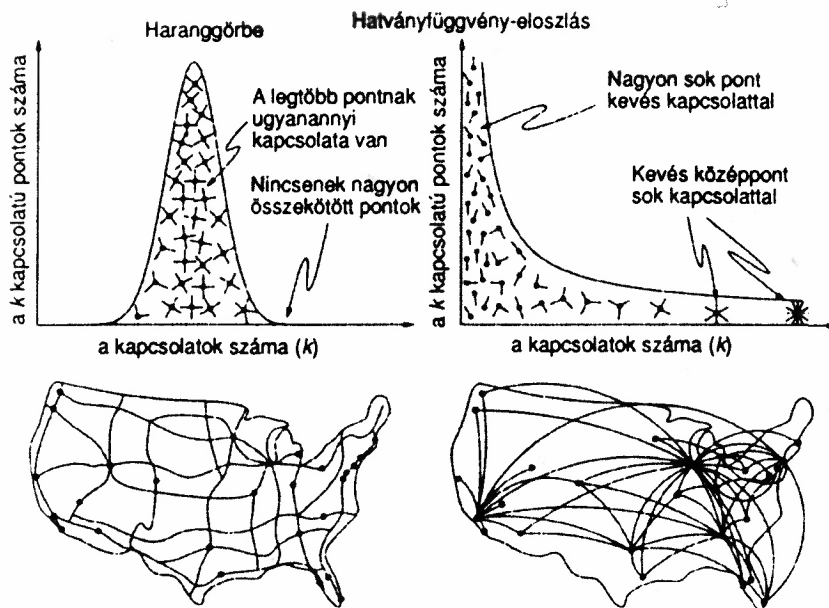 Haranggörbe
a k kapcsolatú pontok száma
A legtöbb pontnak
ugyanannyi
kapcsolata van
Nincsenek nagyon
összekötött pontok
a kapcsolatok száma (k)
Hatványfüggvény-eloszlás
a k kapcsolatú pontok száma
Nagyon sok pont
kevés kapcsolattal
Kevés középpont
sok kapcsolattal
a kapcsolatok száma (k)